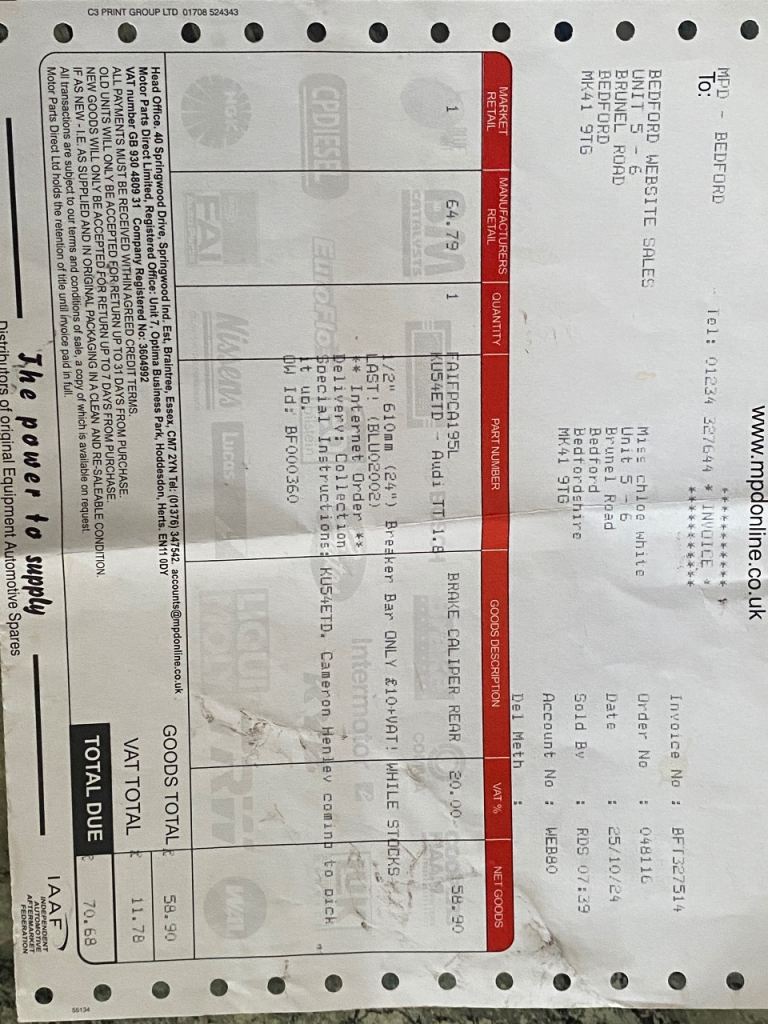 www.mpdonline.co.uk
MPD - BEDFORD
Tel: 01234 327644
**********
* INVOICE *
**********
To:
BEDFORD WEBSITE SALES
UNIT 5 - 6
BRUNEL ROAD
BEDFORD
MK41 9TG
Miss Chloe White
Unit 5 - 6
Brunel Road
Bedford
Bedfordshire
MK41 9TG
Invoice No : BFT327514
Order No : 048116
Date : 25/10/24
Sold By : RDS 07:39
Account No : WEB80
Del Meth :
MARKET RETAIL MANUFACTURERS RETAIL QUANTITY PART NUMBER GOODS DESCRIPTION VAT % NET GOODS
1 64.79 1 FAIFPCA195L BRAKE CALIPER REAR 20.00 58.90
KU54ETD - Audi TT 1.8
1/2" 610mm (24") Breaker Bar ONLY £10+VAT! WHILE STOCKS
LAST! (BLU02002)
** Internet Order **
Delivery: Collection
Special Instructions: KU54ETD. Cameron Henley coming to pick
it up.
OW Id: BF000360
BM
CATALYSTS
CPDIESEL
EuroFlo
FAI
Nissens
Lucas
GOODS TOTAL £ 58.90
VAT TOTAL £ 11.78
TOTAL DUE £ 70.68
Head Office, 40 Springwood Drive, Springwood Ind. Est, Braintree, Essex, CM7 2YN Tel: (01376) 347542. accounts@mpdonline.co.uk
Motor Parts Direct Limited, Registered Office: Unit 7, Optima Business Park, Hoddesdon, Herts. EN11 0DY
VAT number GB 930 4809 31 Company Registered No: 3604992
ALL PAYMENTS MUST BE RECEIVED WITHIN AGREED CREDIT TERMS.
OLD UNITS WILL ONLY BE ACCEPTED FOR RETURN UP TO 31 DAYS FROM PURCHASE.
NEW GOODS WILL ONLY BE ACCEPTED FOR RETURN UP TO 7 DAYS FROM PURCHASE
IF AS NEW - I.E. AS SUPPLIED AND IN ORIGINAL PACKAGING IN A CLEAN AND RE-SALEABLE CONDITION.
All transactions are subject to our terms and conditions of sale, a copy of which is available on request.
Motor Parts Direct Ltd holds the retention of title until invoice paid in full.
The power to supply
Distributors of original Equipment Automotive Spares
IAAF
INDEPENDENT
AUTOMOTIVE
AFTERMARKET
FEDERATION
C3 PRINT GROUP LTD 01708 524343
55134